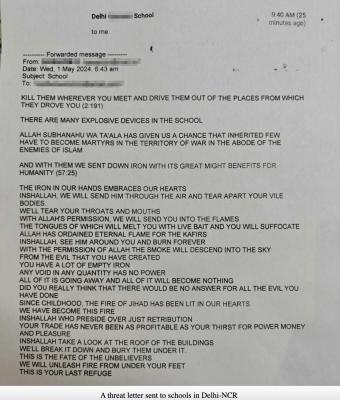 Delhi School
9:40 AM (25
minutes ago)
to me
---------- Forwarded message ----------
From:
Date: Wed, 1 May 2024, 6:43 am
Subject: School
To:
KILL THEM WHEREVER YOU MEET AND DRIVE THEM OUT OF THE PLACES FROM WHICH
THEY DROVE YOU (2:191)
THERE ARE MANY EXPLOSIVE DEVICES IN THE SCHOOL
ALLAH SUBHANAHU WA TA'ALA HAS GIVEN US A CHANCE THAT INHERITED FEW
HAVE TO BECOME MARTYRS IN THE TERRITORY OF WAR IN THE ABODE OF THE
ENEMIES OF ISLAM
AND WITH THEM WE SENT DOWN IRON WITH ITS GREAT MIGHT BENEFITS FOR
HUMANITY (57:25)
THE IRON IN OUR HANDS EMBRACES OUR HEARTS
INSHALLAH, WE WILL SEND HIM THROUGH THE AIR AND TEAR APART YOUR VILE
BODIES.
WE'LL TEAR YOUR THROATS AND MOUTHS
WITH ALLAH'S PERMISSION, WE WILL SEND YOU INTO THE FLAMES
THE TONGUES OF WHICH WILL MELT YOU WITH LIVE BAIT AND YOU WILL SUFFOCATE
ALLAH HAS ORDAINED ETERNAL FLAME FOR THE KAFIRS
INSHALLAH. SEE HIM AROUND YOU AND BURN FOREVER
WITH THE PERMISSION OF ALLAH THE SMOKE WILL DESCEND INTO THE SKY
FROM THE EVIL THAT YOU HAVE CREATED
YOU HAVE A LOT OF EMPTY IRON
ANY VOID IN ANY QUANTITY HAS NO POWER
ALL OF IT IS GOING AWAY AND ALL OF IT WILL BECOME NOTHING
DID YOU REALLY THINK THAT THERE WOULD BE NO ANSWER FOR ALL THE EVIL YOU
HAVE DONE
SINCE CHILDHOOD, THE FIRE OF JIHAD HAS BEEN LIT IN OUR HEARTS
WE HAVE BECOME THIS FIRE
INSHALLAH WHO PRESIDE OVER JUST RETRIBUTION
YOUR TRADE HAS NEVER BEEN AS PROFITABLE AS YOUR THIRST FOR POWER MONEY
AND PLEASURE
INSHALLAH TAKE A LOOK AT THE ROOF OF THE BUILDINGS
WE'LL BREAK IT DOWN AND BURY THEM UNDER IT.
THIS IS THE FATE OF THE UNBELIEVERS
WE WILL UNLEASH FIRE FROM UNDER YOUR FEET
THIS IS YOUR LAST REFUGE
A threat letter sent to schools in Delhi-NCR